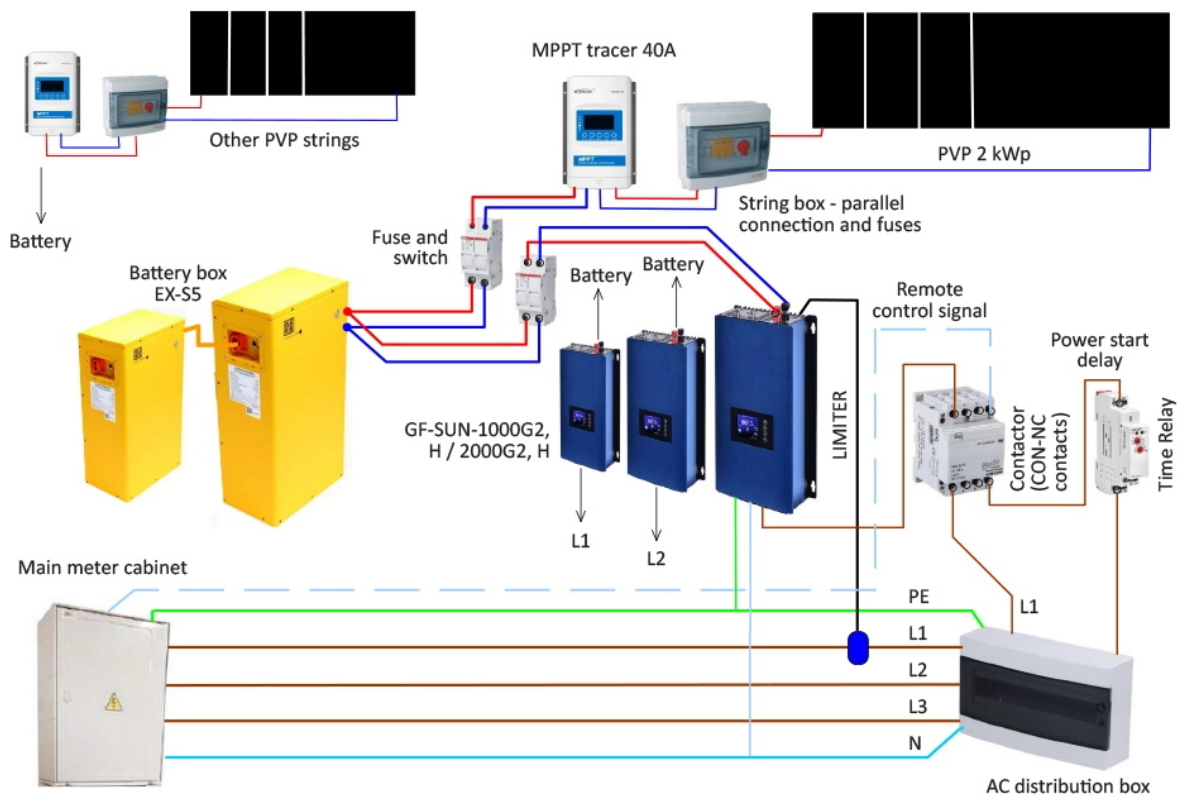 MPPT tracer 40A
Other PVP strings
PVP 2 kWp
String box - parallel
connection and fuses
Battery
Fuse and
switch
Battery box
EX-S5
Battery
Battery
Remote
control signal
Power start
delay
GF-SUN-1000G2,
H / 2000G2, H
LIMITER
Contactor
(CON-NC
contacts)
Time Relay
L1
L2
Main meter cabinet
PE
L1
L1
L2
L3
N
AC distribution box
MPPT
MPPT